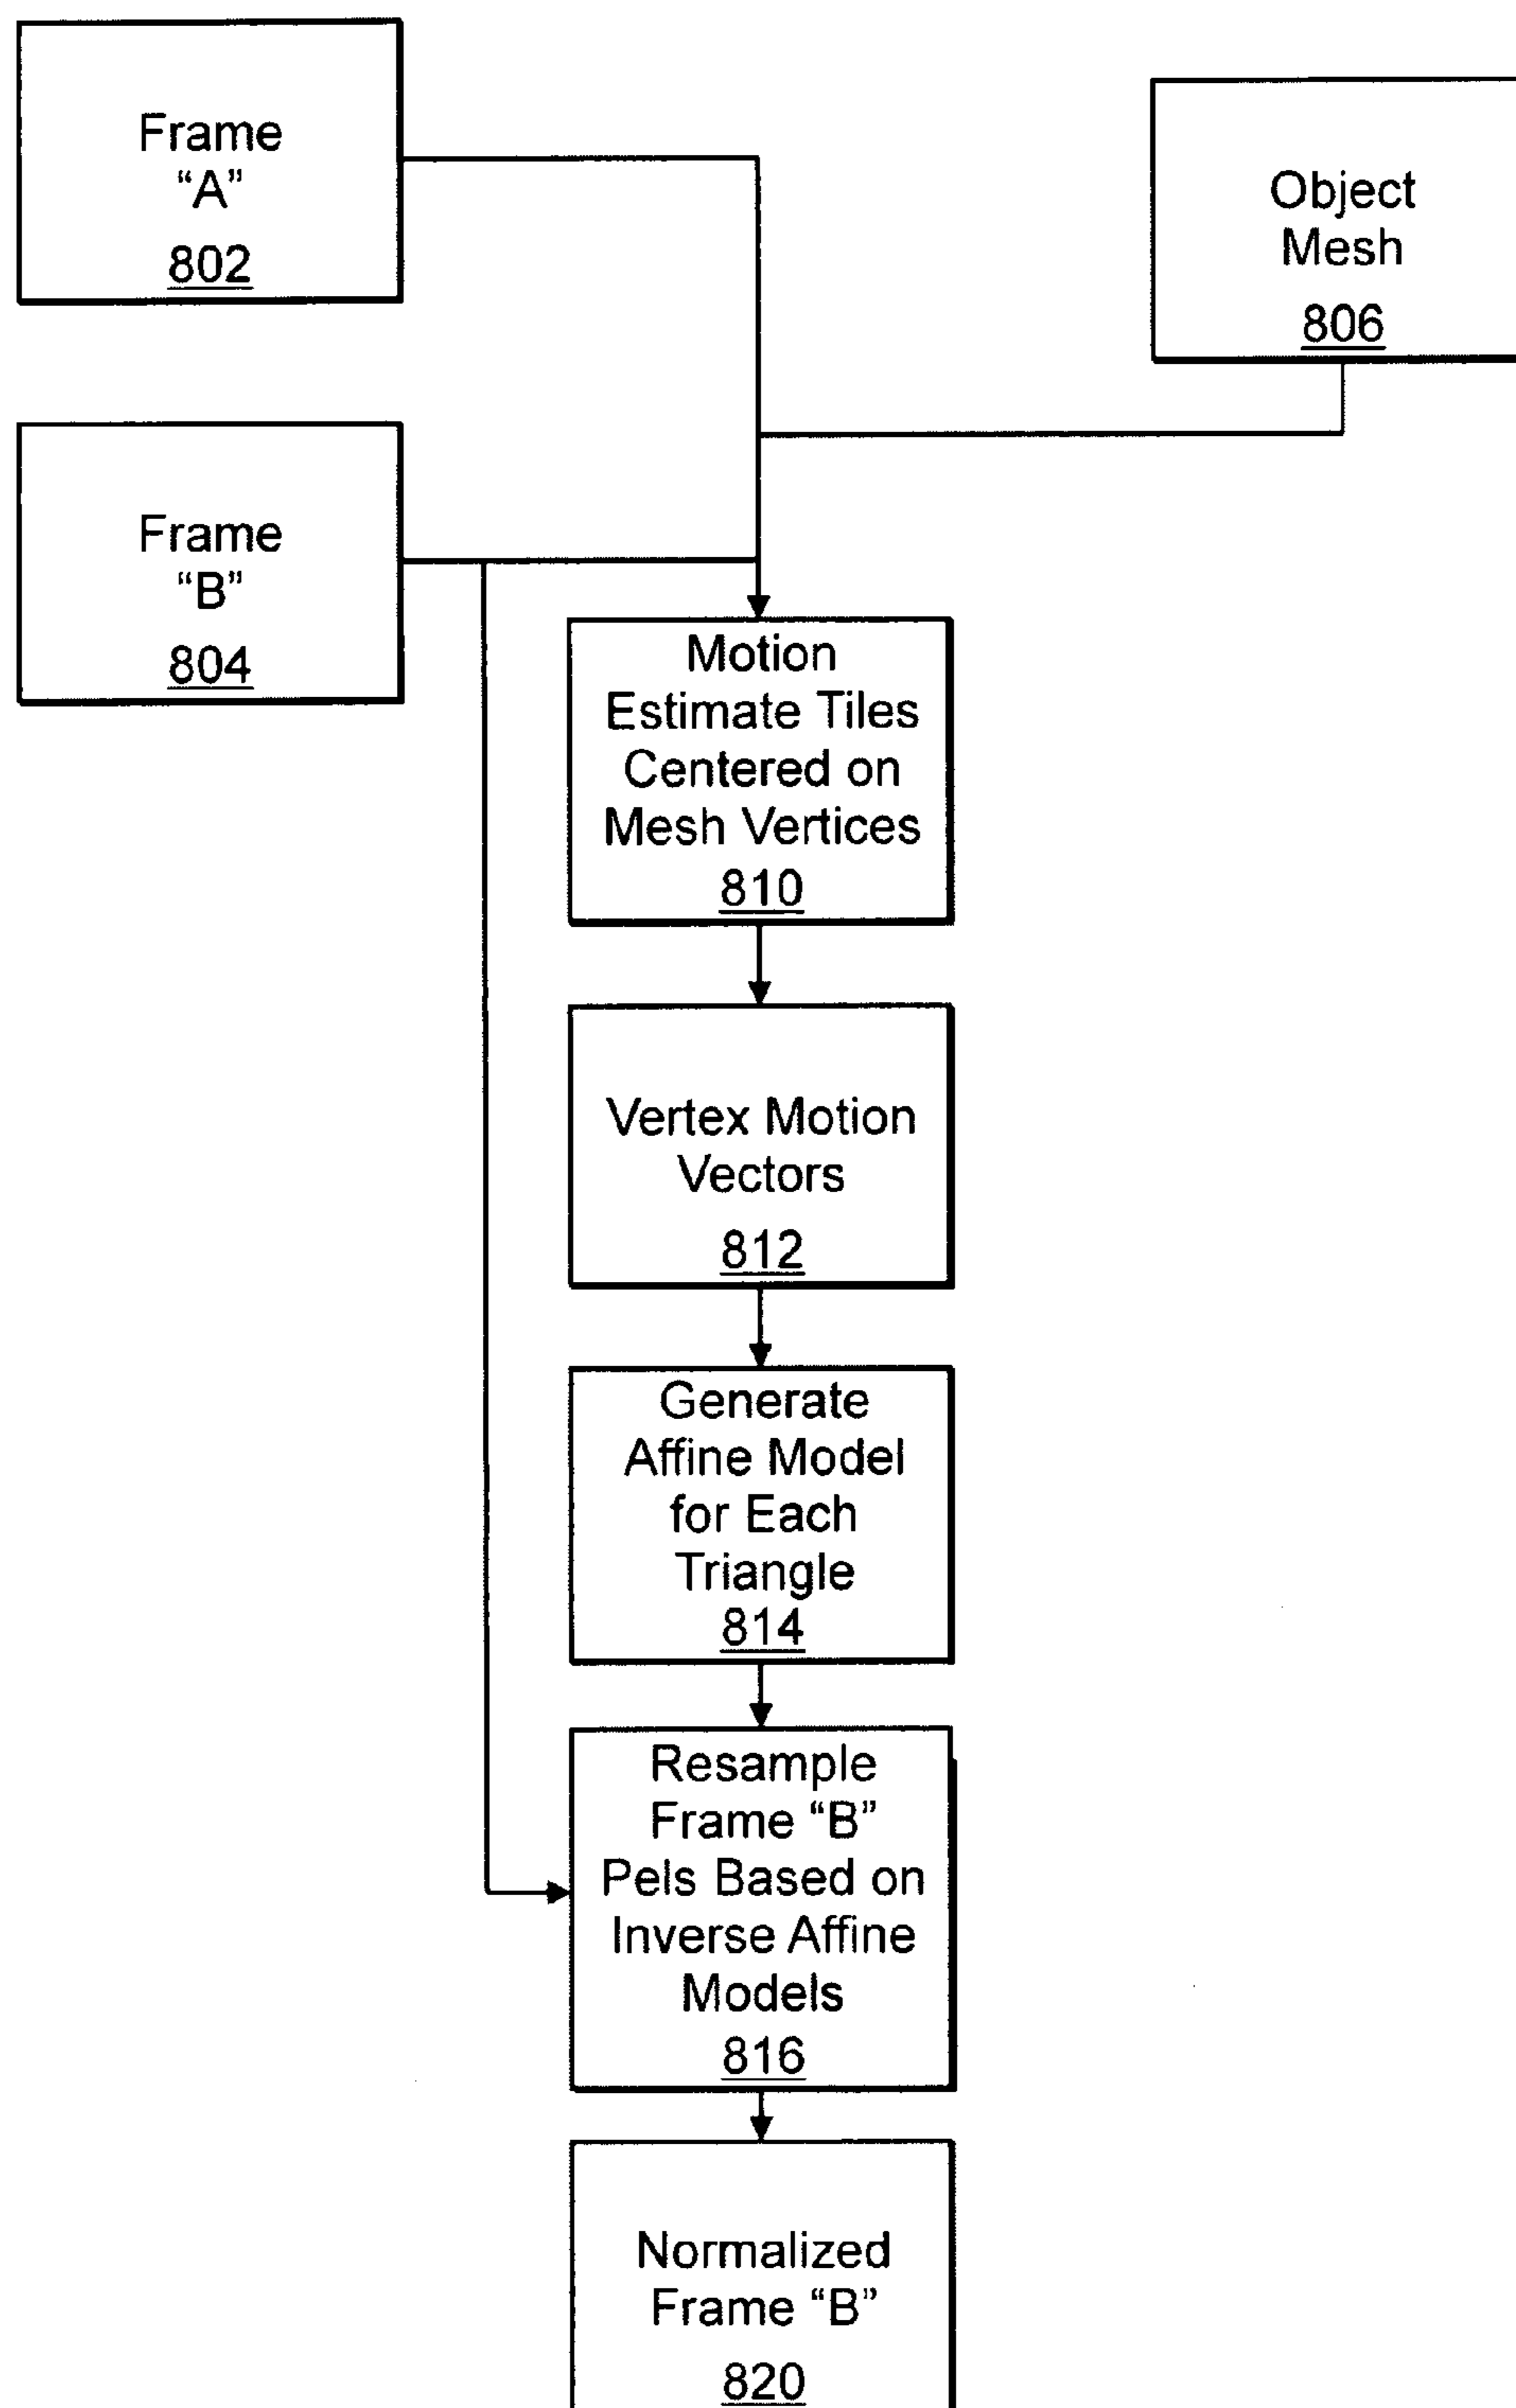 Frame
“A”
802
Object
Mesh
806
Frame
“B”
804
Motion
Estimate Tiles
Centered on
Mesh Vertices
810
Vertex Motion
Vectors
812
Generate
Affine Model
for Each
Triangle
814
Resample
Frame “B”
Pels Based on
Inverse Affine
Models
816
Normalized
Frame “B”
820